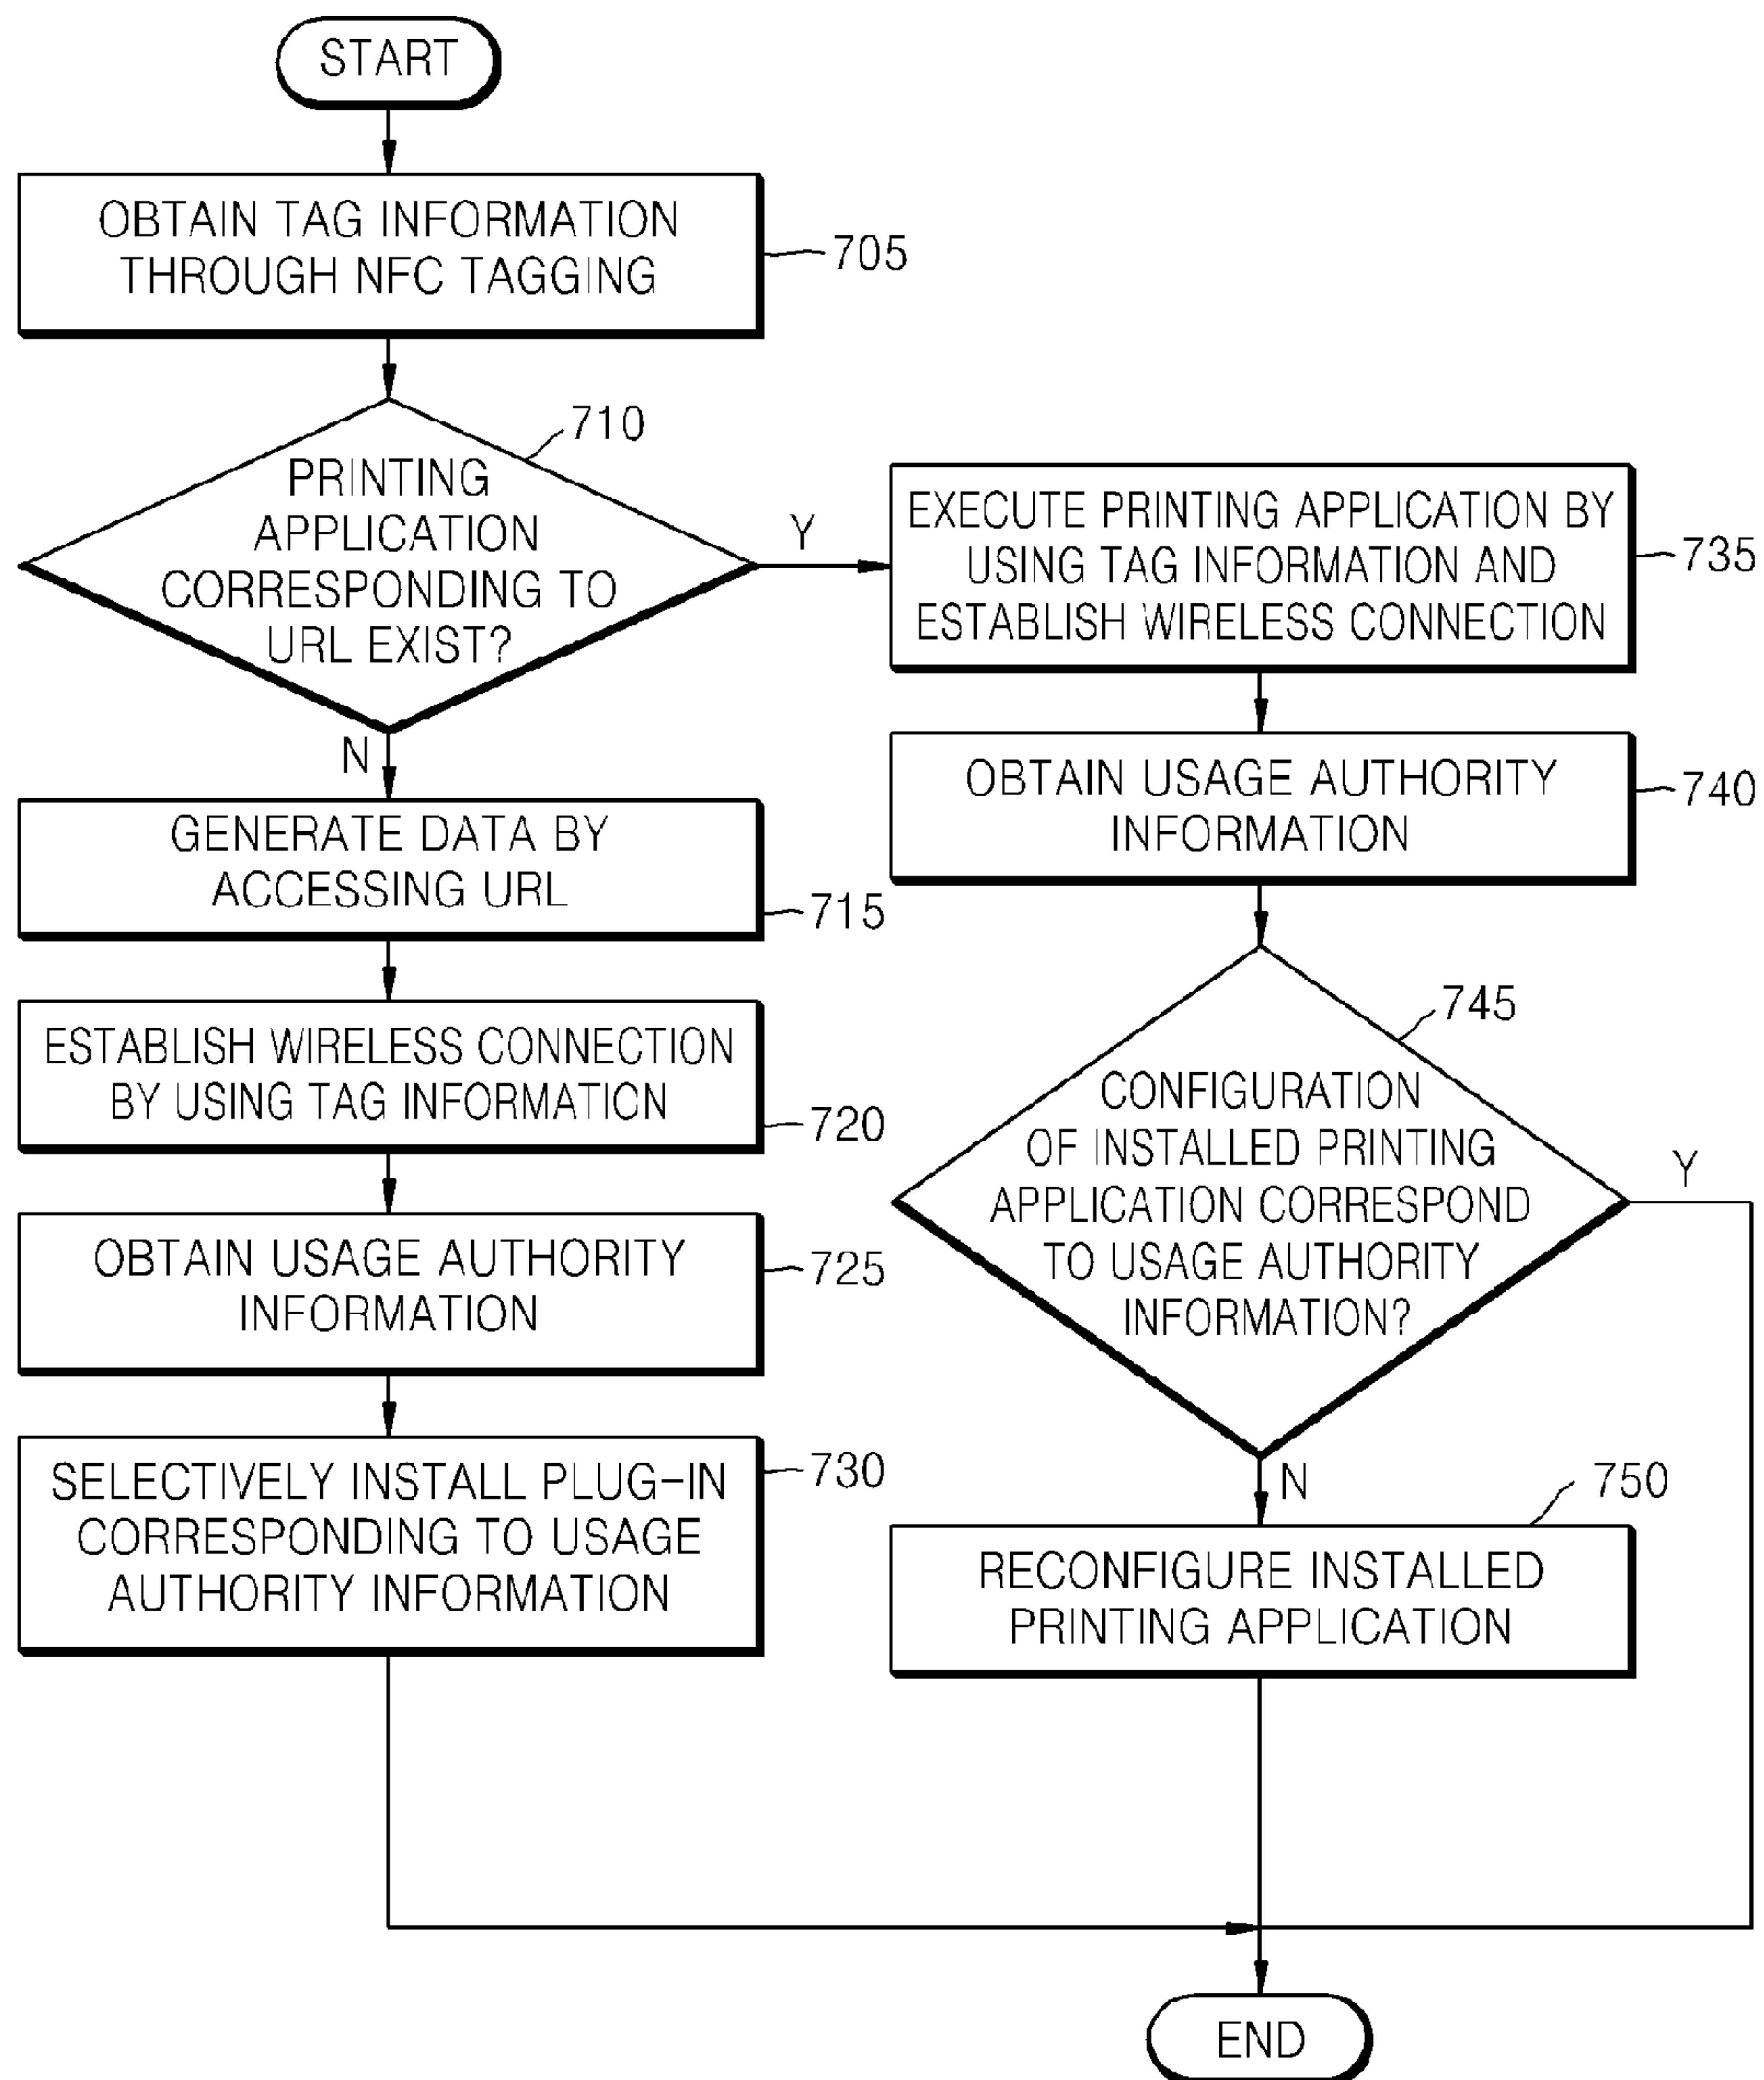 START
OBTAIN TAG INFORMATION
THROUGH NFC TAGGING
705
710
PRINTING
APPLICATION
CORRESPONDING TO
URL EXIST?
Y
N
GENERATE DATA BY
ACCESSING URL
715
ESTABLISH WIRELESS CONNECTION
BY USING TAG INFORMATION
720
OBTAIN USAGE AUTHORITY
INFORMATION
725
SELECTIVELY INSTALL PLUG-IN
CORRESPONDING TO USAGE
AUTHORITY INFORMATION
730
EXECUTE PRINTING APPLICATION BY
USING TAG INFORMATION AND
ESTABLISH WIRELESS CONNECTION
735
OBTAIN USAGE AUTHORITY
INFORMATION
740
745
CONFIGURATION
OF INSTALLED PRINTING
APPLICATION CORRESPOND
TO USAGE AUTHORITY
INFORMATION?
Y
N
750
RECONFIGURE INSTALLED
PRINTING APPLICATION
END